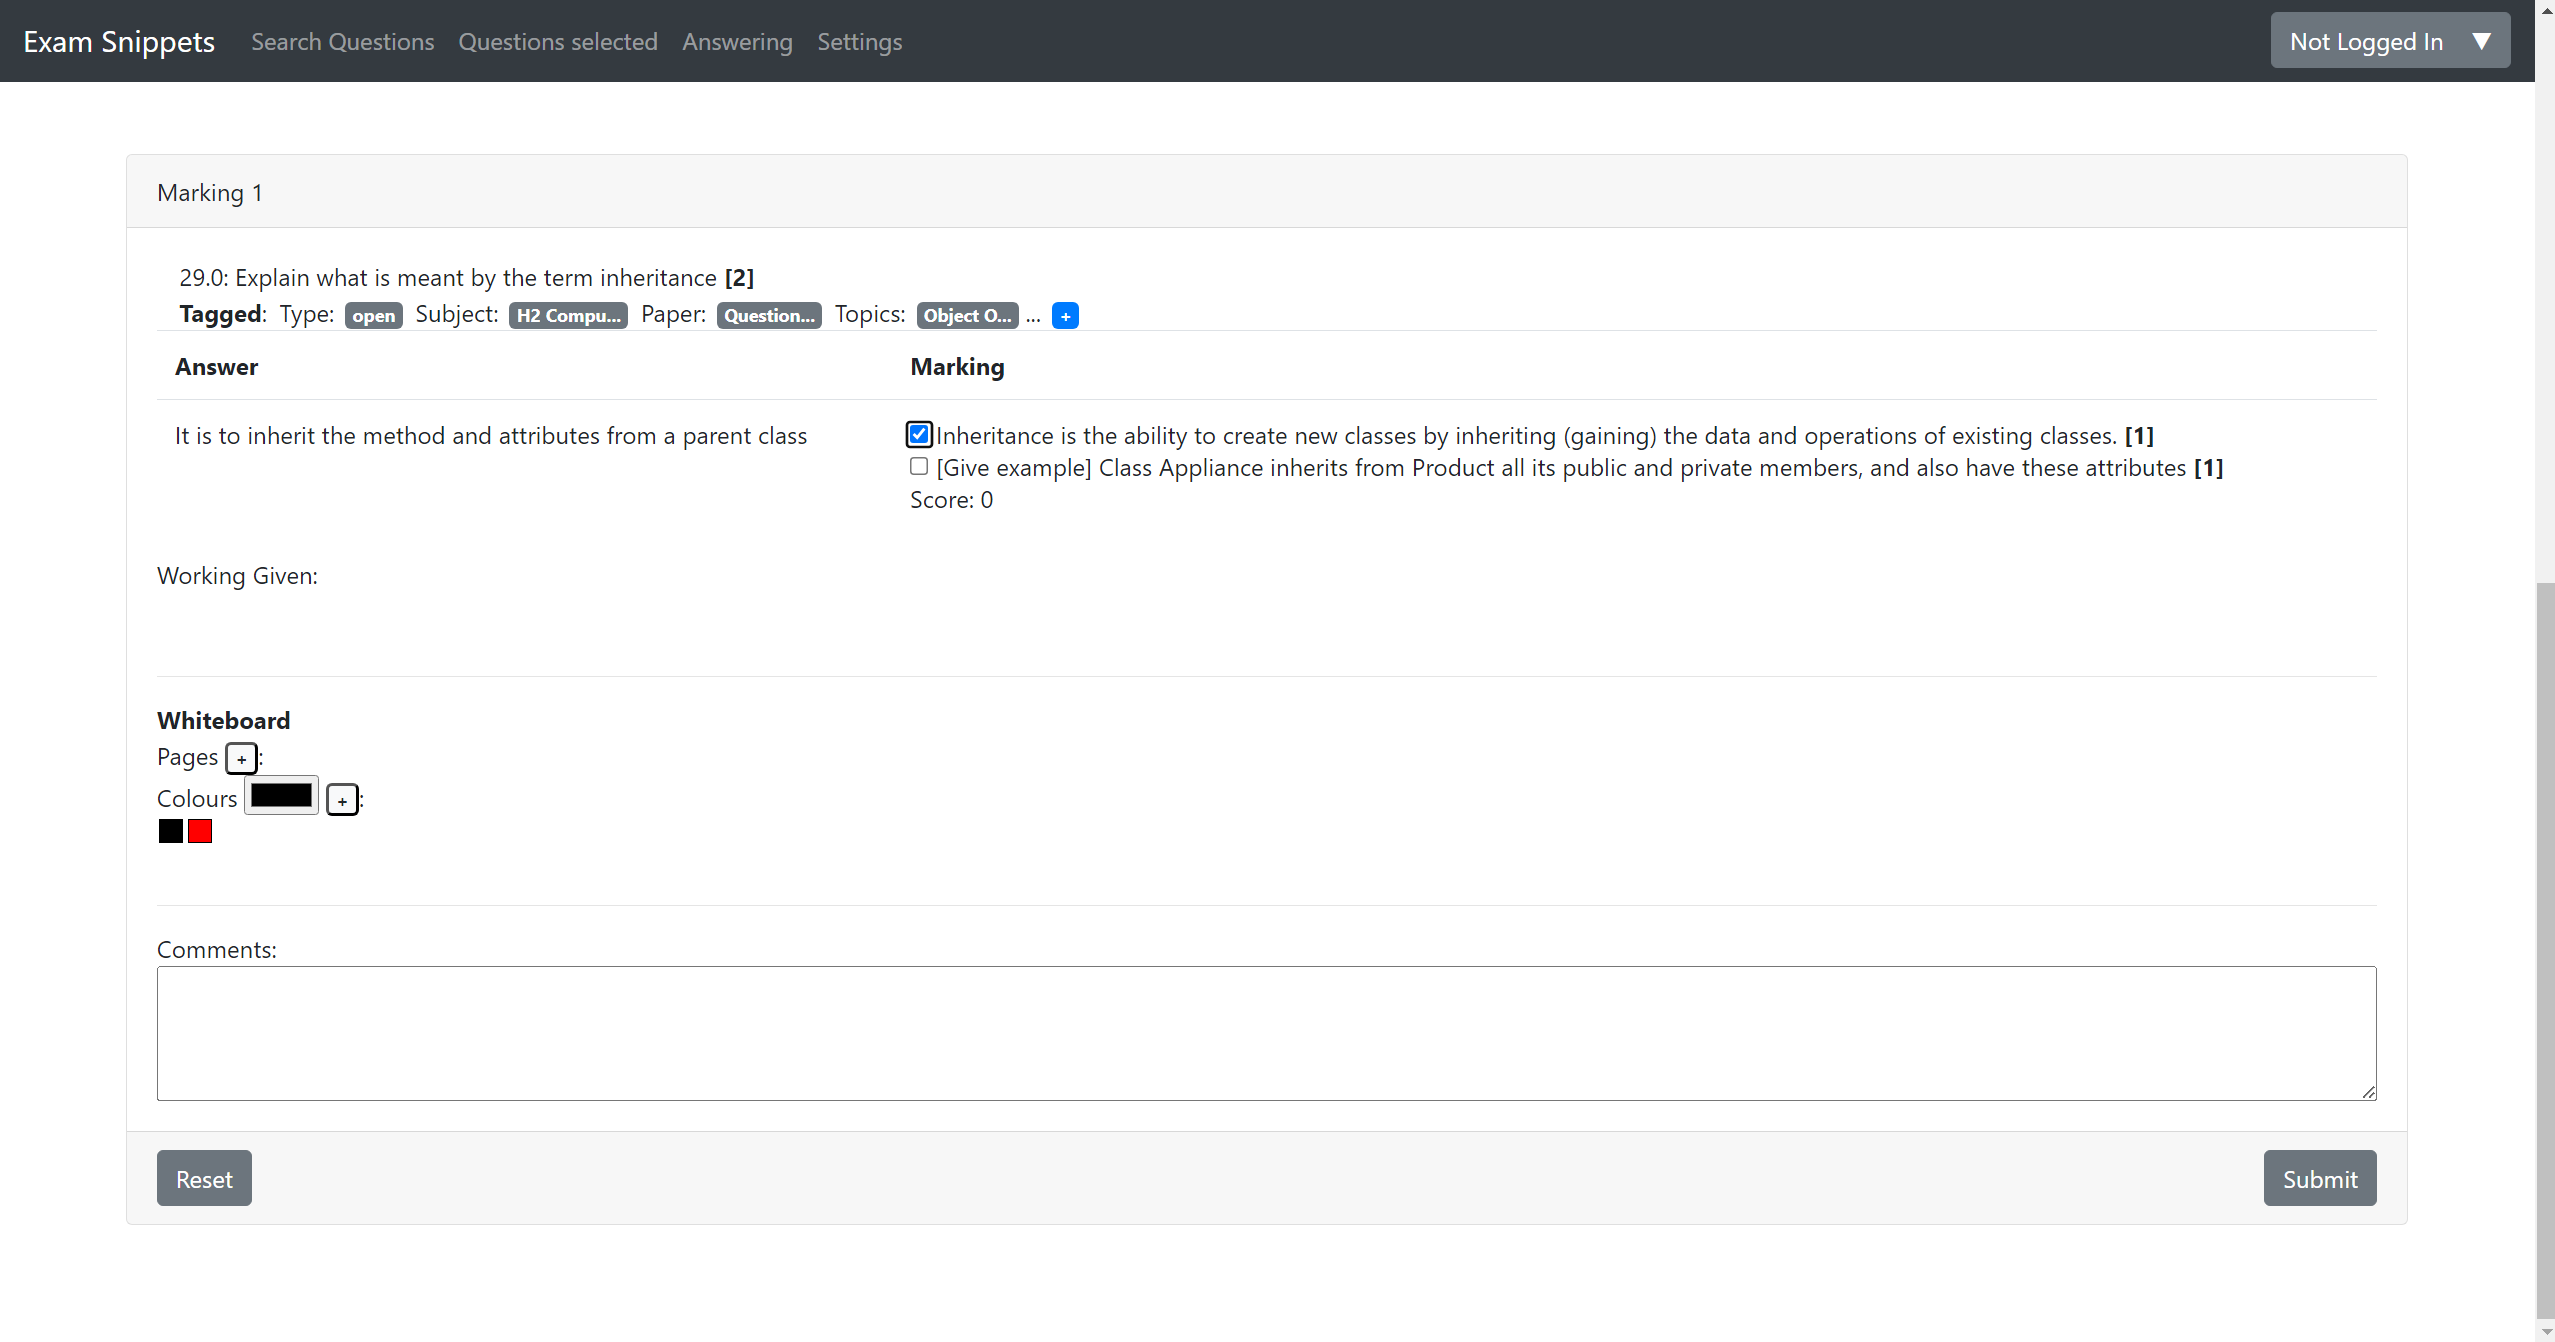 Exam Snippets Search Questions Questions selected Answering Settings Not Logged In ▼
Marking 1
29.0: Explain what is meant by the term inheritance [2]
Tagged: Type: open Subject: H2 Compu... Paper: Question... Topics: Object O... ... +
Answer Marking
It is to inherit the method and attributes from a parent class
Inheritance is the ability to create new classes by inheriting (gaining) the data and operations of existing classes. [1]
[Give example] Class Appliance inherits from Product all its public and private members, and also have these attributes [1]
Score: 0
Working Given:
Whiteboard
Pages + :
Colours + :
Comments:
Reset Submit